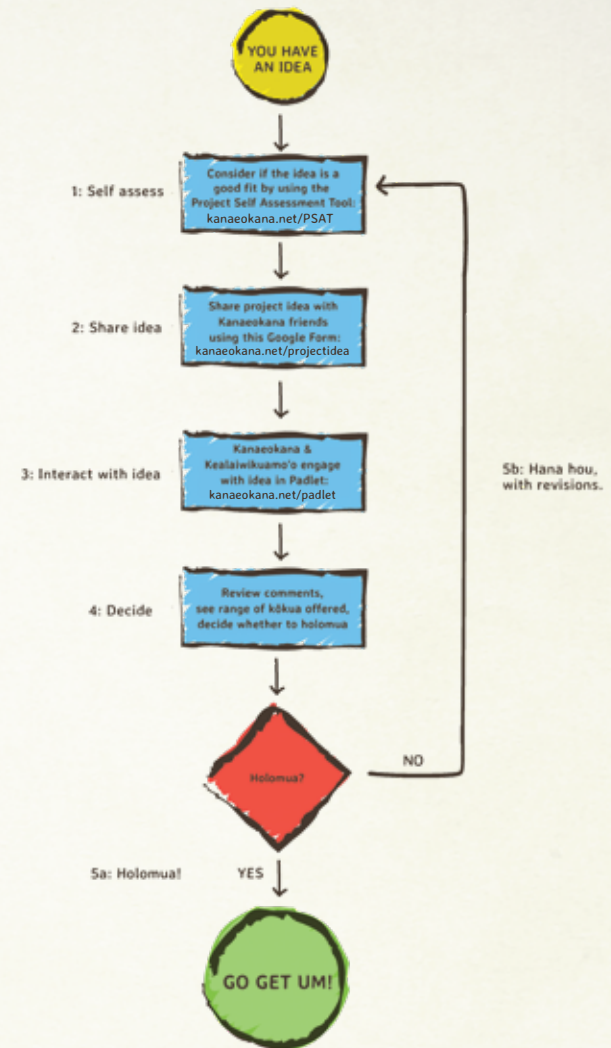 YOU HAVE
AN IDEA
1: Self assess
Consider if the idea is a
good fit by using the
Project Self Assessment Tool:
kanaeokana.net/PSAT
2: Share idea
Share project idea with
Kanaeokana friends
using this Google Form:
kanaeokana.net/projectidea
3: Interact with idea
Kanaeokana &
Kealaiwikuamo'o engage
with idea in Padlet:
kanaeokana.net/padlet
5b: Hana hou,
with revisions.
4: Decide
Review comments,
see range of kōkua offered,
decide whether to holomua
Holomua?
NO
5a: Holomua!
YES
GO GET UM!